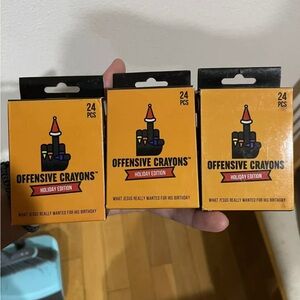 24
PCS
OFFENSIVE CRAYONS™
HOLIDAY EDITION
WHAT JESUS REALLY WANTED FOR HIS BIRTHDAY
24
PCS
OFFENSIVE CRAYONS™
HOLIDAY EDITION
WHAT JESUS REALLY WANTED FOR HIS BIRTHDAY
24
PCS
OFFENSIVE CRAYONS™
HOLIDAY EDITION
WHAT JESUS REALLY WANTED FOR HIS BIRTHDAY